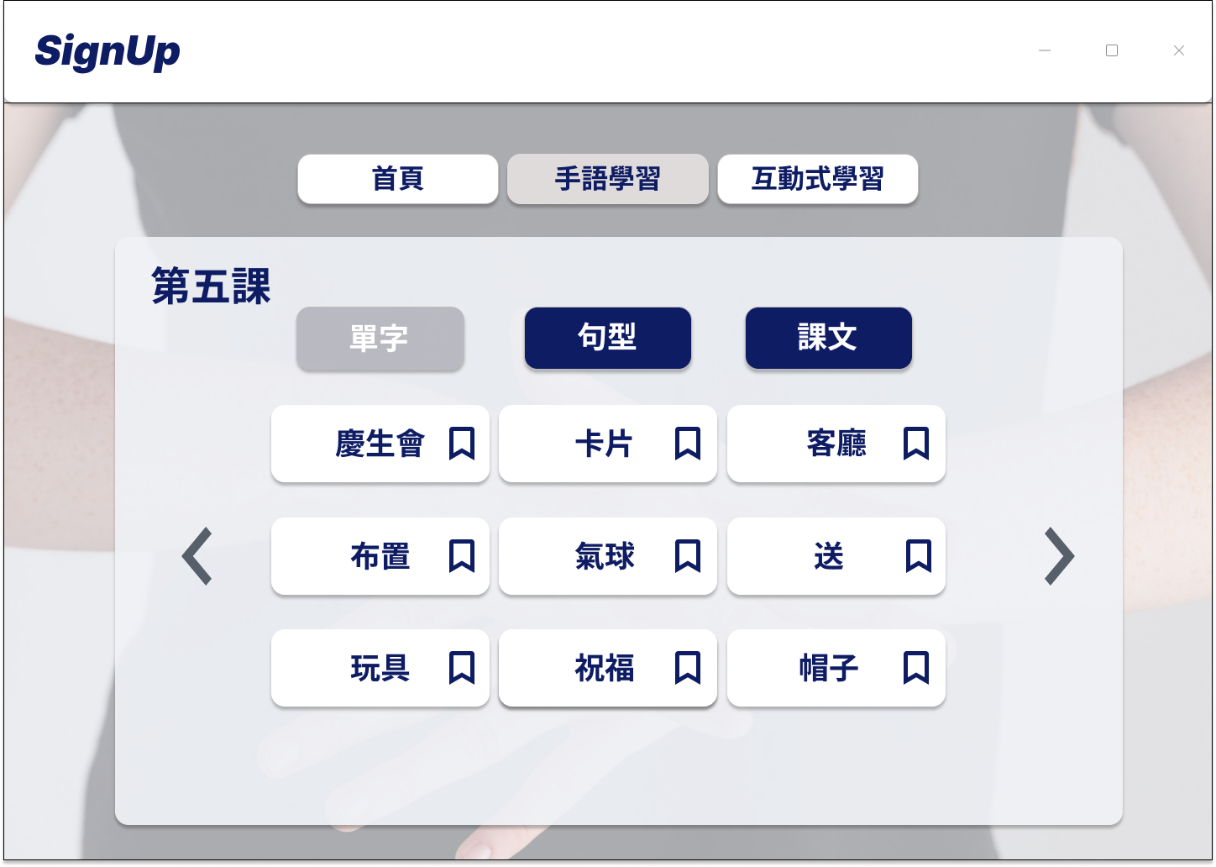 SignUp
首頁 手語學習 互動式學習
第五課
單字 句型 課文
慶生會 卡片 客廳
布置 氣球 送
玩具 祝福 帽子